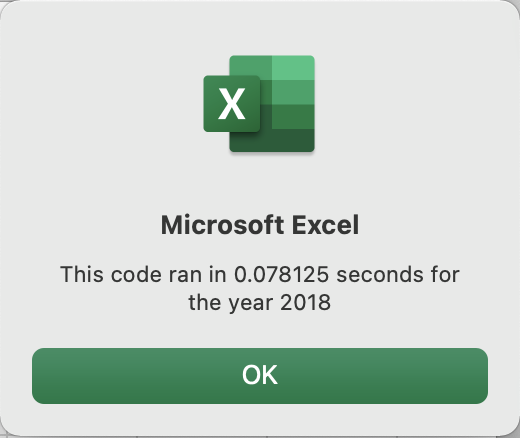 X
Microsoft Excel
This code ran in 0.078125 seconds for
the year 2018
OK